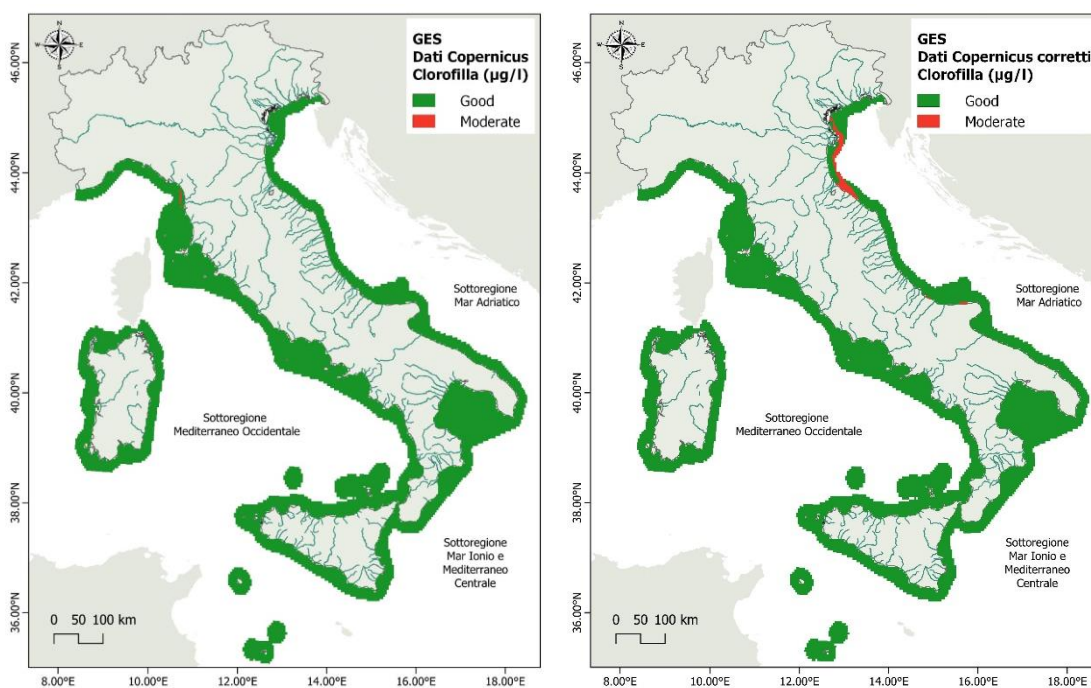 N
W
E
S
GES
Dati Copernicus
Clorofilla (µg/l)
Good
Moderate
46.00°N
44.00°N
42.00°N
40.00°N
38.00°N
36.00°N
Sottoregione
Mar Adriatico
Sottoregione
Mediterraneo Occidentale
Sottoregione
Mar Ionio e
Mediterraneo
Centrale
0 50 100 km
8.00°E 10.00°E 12.00°E 14.00°E 16.00°E 18.00°E
N
W
E
S
GES
Dati Copernicus corretti
Clorofilla (µg/l)
Good
Moderate
46.00°N
44.00°N
42.00°N
40.00°N
38.00°N
36.00°N
Sottoregione
Mar Adriatico
Sottoregione
Mediterraneo Occidentale
Sottoregione
Mar Ionio e
Mediterraneo
Centrale
0 50 100 km
8.00°E 10.00°E 12.00°E 14.00°E 16.00°E 18.00°E